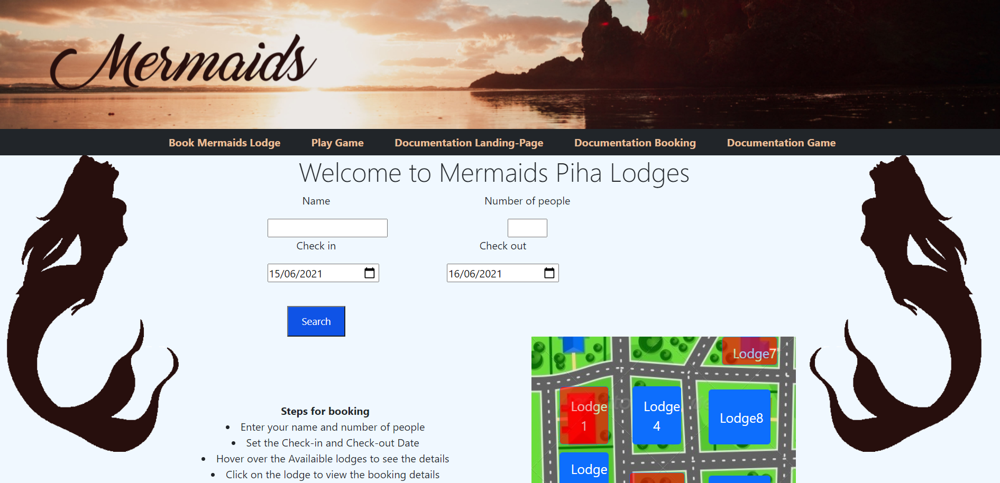 Mermaids
Book Mermaids Lodge Play Game Documentation Landing-Page Documentation Booking Documentation Game
Welcome to Mermaids Piha Lodges
Name Number of people
Check in Check out
15/06/2021 16/06/2021
Search
Steps for booking
Enter your name and number of people
Set the Check-in and Check-out Date
Hover over the Availaible lodges to see the details
Click on the lodge to view the booking details
Lodge7
Lodge
1
Lodge
4
Lodge8
Lodge